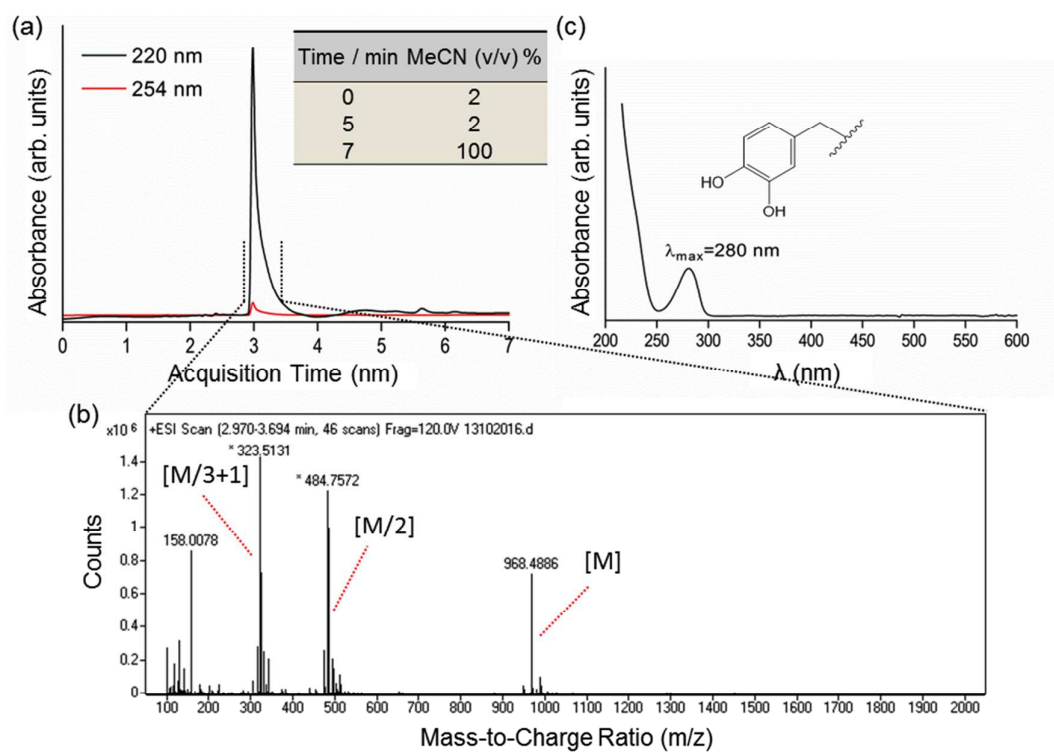 (a)
220 nm
254 nm
Time / min MeCN (v/v) %
0 2
5 2
7 100
Absorbance (arb. units)
0 1 2 3 4 5 6 7
Acquisition Time (nm)
(c)
Absorbance (arb. units)
HO
OH
λmax=280 nm
200 250 300 350 400 450 500 550 600
λ (nm)
(b)
x10 6
+ESI Scan (2.970-3.694 min, 46 scans) Frag=120.0V 13102016.d
* 323.5131
* 484.7572
[M/3+1]
[M/2]
158.0078
968.4886
[M]
1.4
1.2
1
0.8
0.6
0.4
0.2
0
Counts
100 200 300 400 500 600 700 800 900 1000 1100 1200 1300 1400 1500 1600 1700 1800 1900 2000
Mass-to-Charge Ratio (m/z)